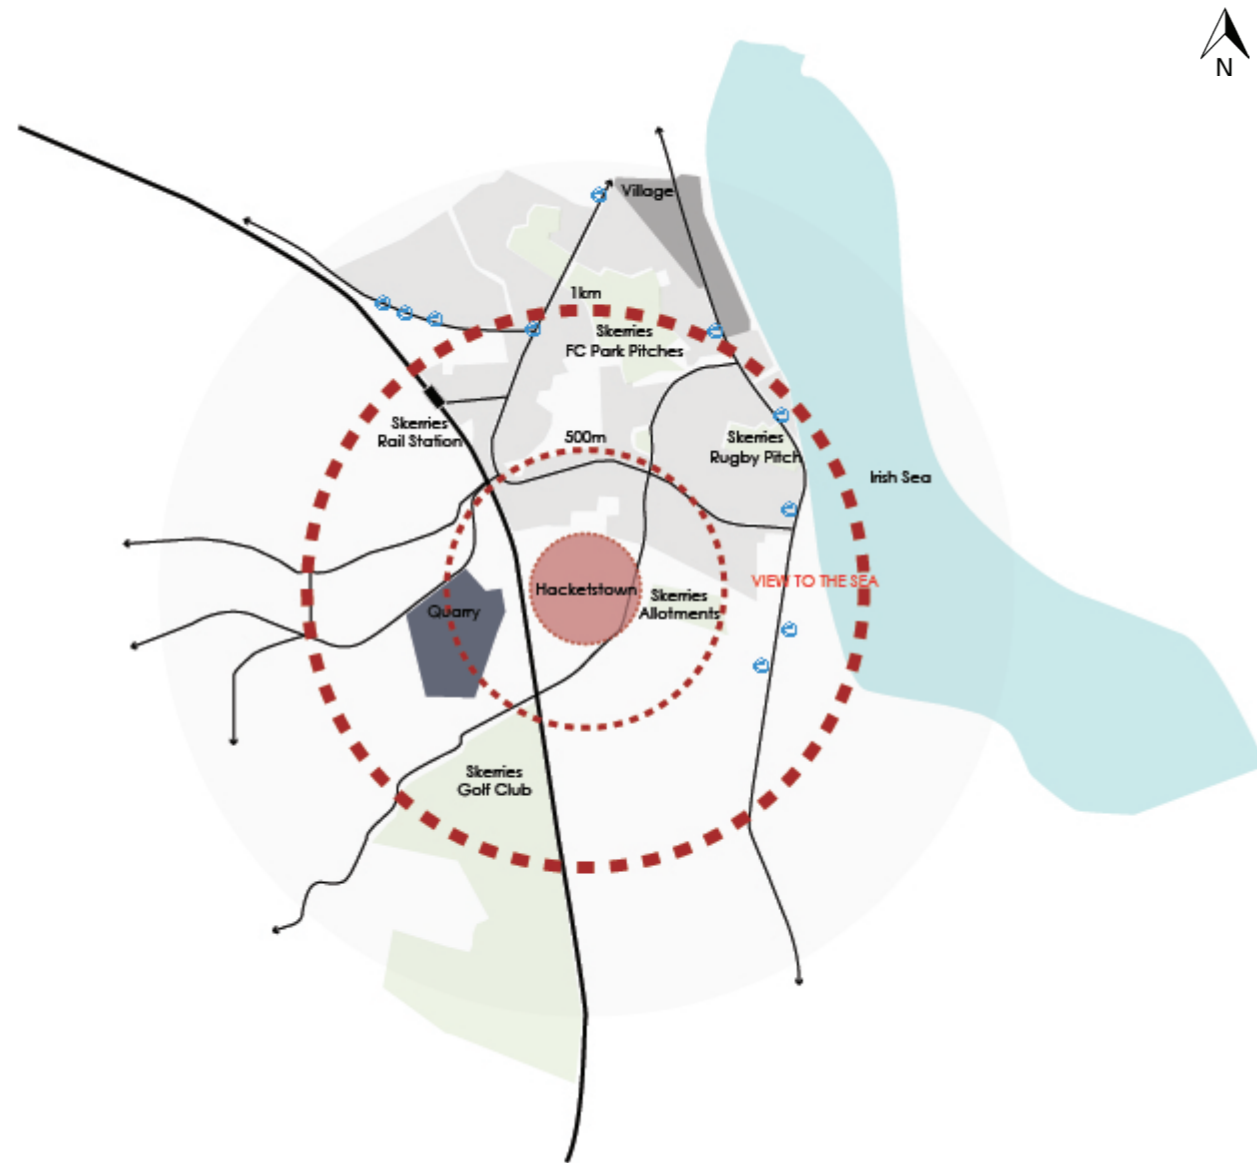 N
Village
1km
Skerries
FC Park Pitches
Skerries
Rail Station
500m
Skerries
Rugby Pitch
Irish Sea
Hacketstown
VIEW TO THE SEA
Skerries
Allotments
Quarry
Skerries
Golf Club